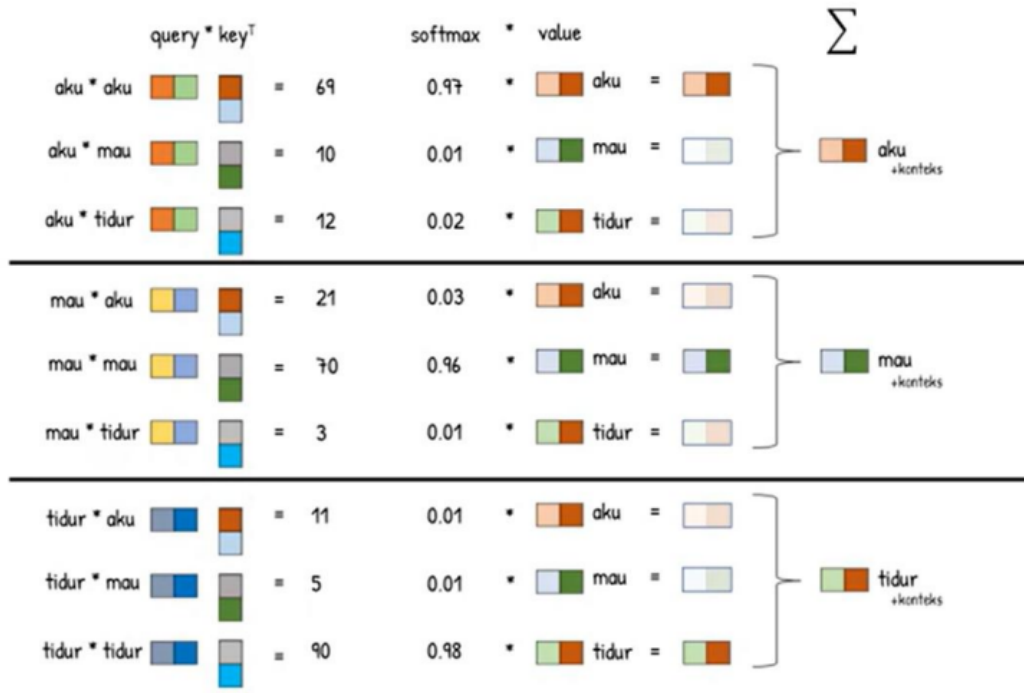 query * keyᵀ softmax * value ∑
aku * aku = 69 0.97 * aku =
aku * mau = 10 0.01 * mau = aku
+konteks
aku * tidur = 12 0.02 * tidur =
mau * aku = 21 0.03 * aku =
mau * mau = 70 0.96 * mau = mau
+konteks
mau * tidur = 3 0.01 * tidur =
tidur * aku = 11 0.01 * aku =
tidur * mau = 5 0.01 * mau = tidur
+konteks
tidur * tidur = 90 0.98 * tidur =